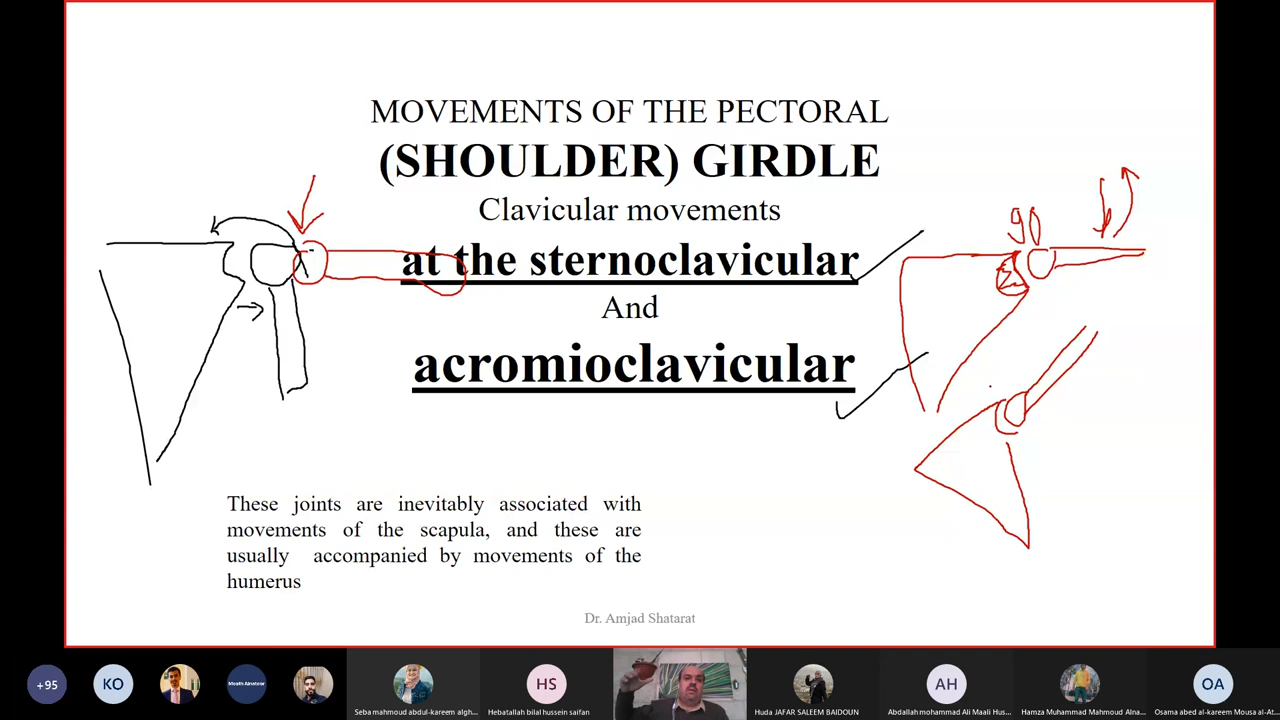 MOVEMENTS OF THE PECTORAL
(SHOULDER) GIRDLE
Clavicular movements
at the sternoclavicular
And
acromioclavicular
90
These joints are inevitably associated with
movements of the scapula, and these are
usually accompanied by movements of the
humerus
Dr. Amjad Shatarat
+95
KO
Meath Alnatour
HS
AH
OA
Seba mahmoud abdul-kareem algh...
Hebatallah bilal hussein saifan
Huda JAFAR SALEEM BAIDOUN
Abdallah mohammad Ali Maali Hus...
Hamza Muhammad Mahmoud Alna...
Osama abed al-kareem Mousa al-At...